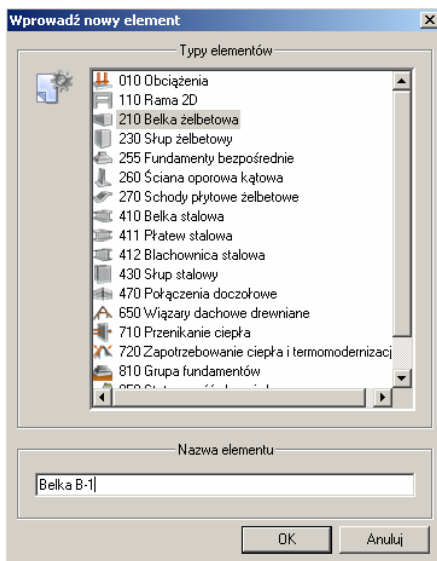 Wprowadź nowy element
Typy elementów
010 Obciążenia
110 Rama 2D
210 Belka żelbetowa
230 Słup żelbetowy
255 Fundamenty bezpośrednie
260 Ściana oporowa kątowa
270 Schody płytowe żelbetowe
410 Belka stalowa
411 Płatew stalowa
412 Blachownica stalowa
430 Słup stalowy
470 Połączenia doczołowe
650 Wiązary dachowe drewniane
710 Przenikanie ciepła
720 Zapotrzebowanie ciepła i termomodernizacj
810 Grupa fundamentów
Nazwa elementu
Belka B-1
OK Anuluj